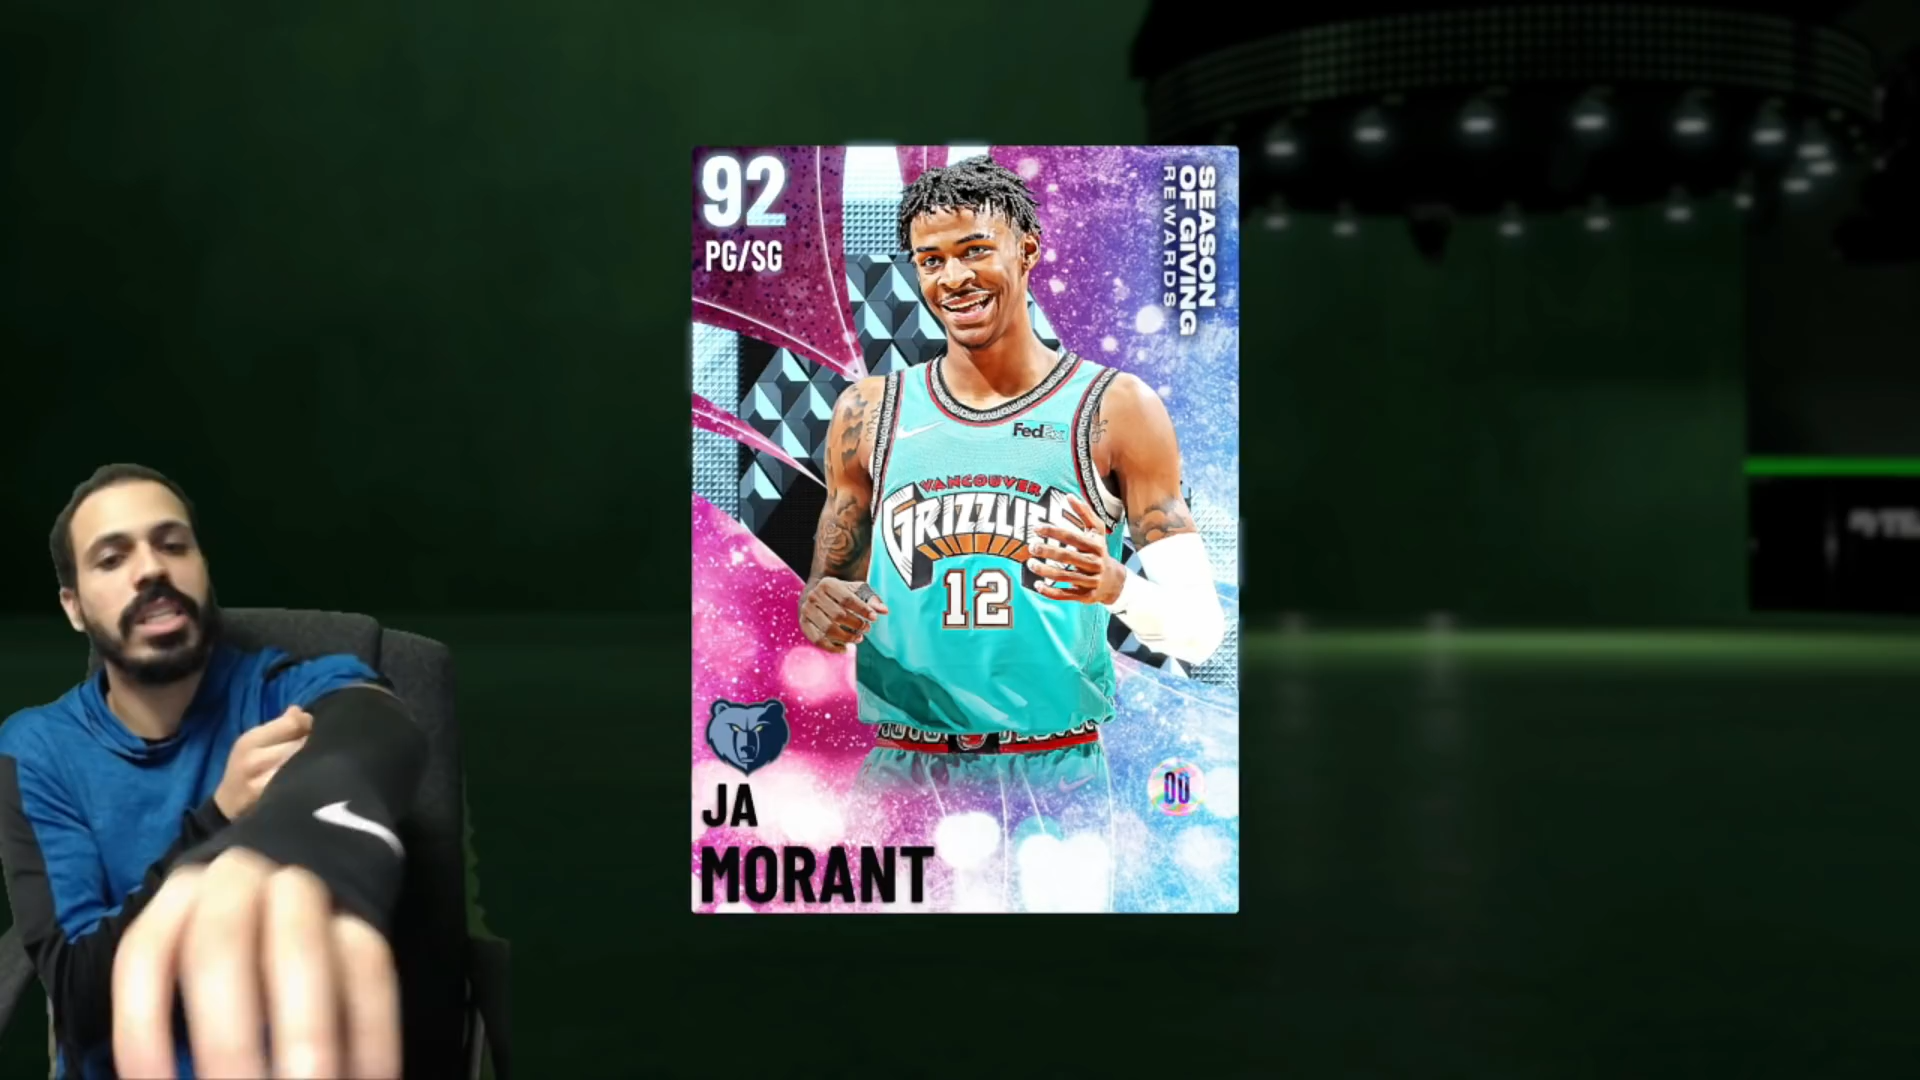 92
PG/SG
SEASON
OF GIVING
REWARDS
FedEx
VANCOUVER
GRIZZLIES
12
00
JA
MORANT